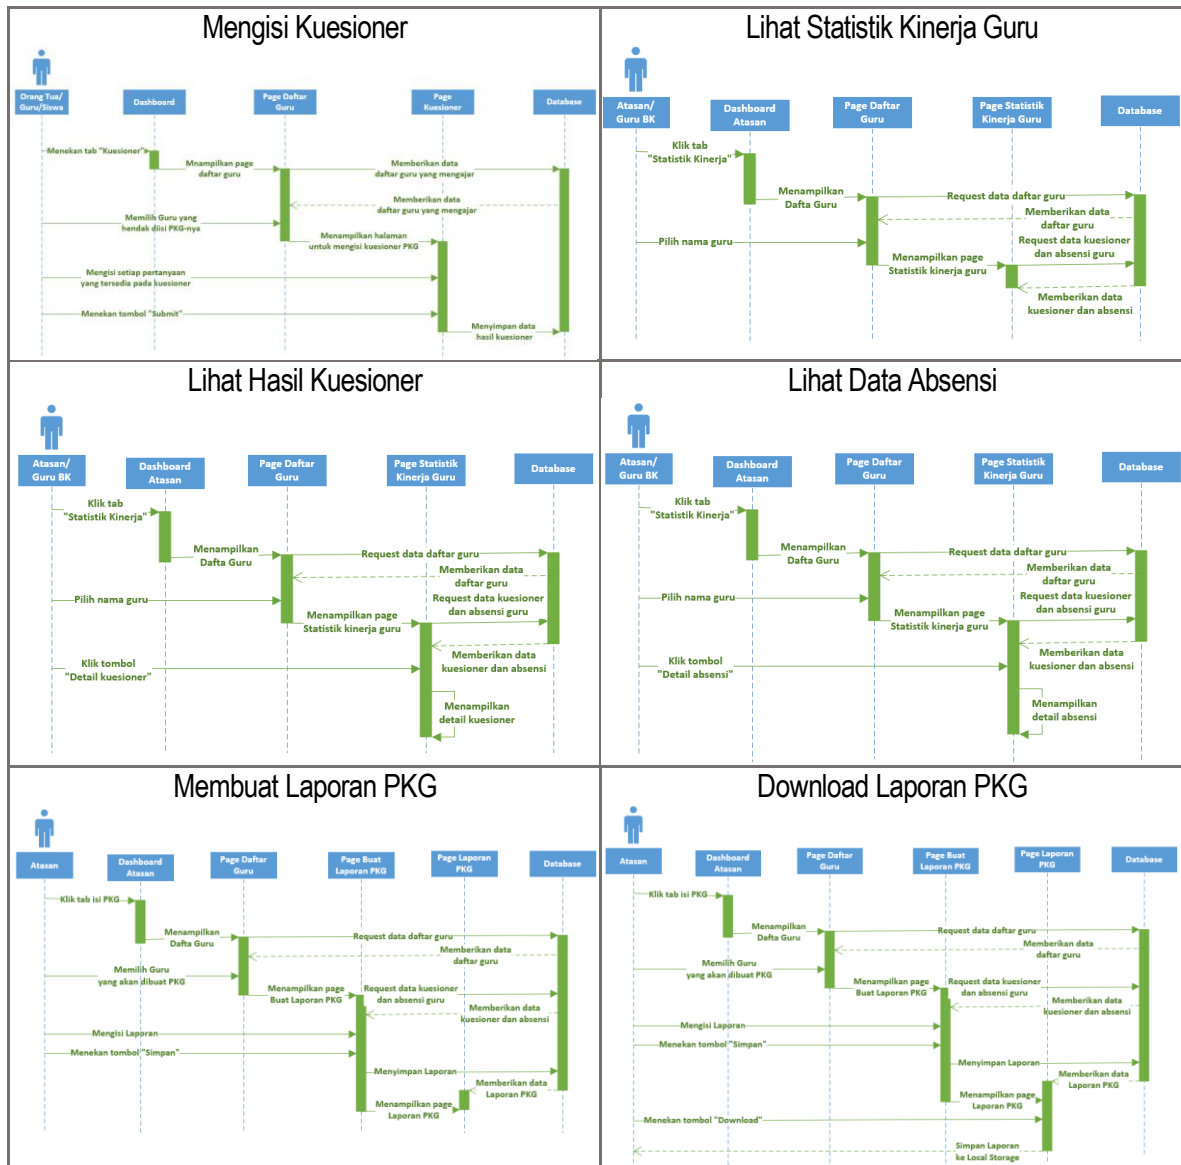 Mengisi Kuesioner
Orang Tua/
Guru/Siswa
Dashboard
Page Daftar
Guru
Page
Kuesioner
Database
Menekan tab "Kuesioner"
Mnampilkan page
daftar guru
Memberikan data
daftar guru yang mengajar
Memberikan data
daftar guru yang mengajar
Memilih Guru yang
hendak diisi PKG-nya
Menampilkan halaman
untuk mengisi kuesioner PKG
Mengisi setiap pertanyaan
yang tersedia pada kuesioner
Menekan tombol "Submit"
Menyimpan data
hasil kuesioner
Lihat Statistik Kinerja Guru
Atasan/
Guru BK
Dashboard
Atasan
Page Daftar
Guru
Page Statistik
Kinerja Guru
Database
Klik tab
"Statistik Kinerja"
Menampilkan
Dafta Guru
Request data daftar guru
Memberikan data
daftar guru
Pilih nama guru
Request data kuesioner
dan absensi guru
Menampilkan page
Statistik kinerja guru
Memberikan data
kuesioner dan absensi
Lihat Hasil Kuesioner
Atasan/
Guru BK
Dashboard
Atasan
Page Daftar
Guru
Page Statistik
Kinerja Guru
Database
Klik tab
"Statistik Kinerja"
Menampilkan
Dafta Guru
Request data daftar guru
Memberikan data
daftar guru
Pilih nama guru
Request data kuesioner
dan absensi guru
Menampilkan page
Statistik kinerja guru
Memberikan data
kuesioner dan absensi
Klik tombol
"Detail kuesioner"
Menampilkan
detail kuesioner
Lihat Data Absensi
Atasan/
Guru BK
Dashboard
Atasan
Page Daftar
Guru
Page Statistik
Kinerja Guru
Database
Klik tab
"Statistik Kinerja"
Menampilkan
Dafta Guru
Request data daftar guru
Memberikan data
daftar guru
Pilih nama guru
Request data kuesioner
dan absensi guru
Menampilkan page
Statistik kinerja guru
Memberikan data
kuesioner dan absensi
Klik tombol
"Detail absensi"
Menampilkan
detail absensi
Membuat Laporan PKG
Atasan
Dashboard
Atasan
Page Daftar
Guru
Page Buat
Laporan PKG
Page Laporan
PKG
Database
Klik tab isi PKG
Menampilkan
Dafta Guru
Request data daftar guru
Memberikan data
daftar guru
Memilih Guru
yang akan dibuat PKG
Menampilkan page
Buat Laporan PKG
Request data kuesioner
dan absensi guru
Memberikan data
kuesioner dan absensi
Mengisi Laporan
Menekan tombol "Simpan"
Menyimpan Laporan
Memberikan data
Laporan PKG
Menampilkan page
Laporan PKG
Download Laporan PKG
Atasan
Dashboard
Atasan
Page Daftar
Guru
Page Buat
Laporan PKG
Page Laporan
PKG
Database
Klik tab isi PKG
Menampilkan
Dafta Guru
Request data daftar guru
Memberikan data
daftar guru
Memilih Guru
yang akan dibuat PKG
Menampilkan page
Buat Laporan PKG
Request data kuesioner
dan absensi guru
Memberikan data
kuesioner dan absensi
Mengisi Laporan
Menekan tombol "Simpan"
Menyimpan Laporan
Memberikan data
Laporan PKG
Menampilkan page
Laporan PKG
Menekan tombol "Download"
Simpan Laporan
ke Local Storage